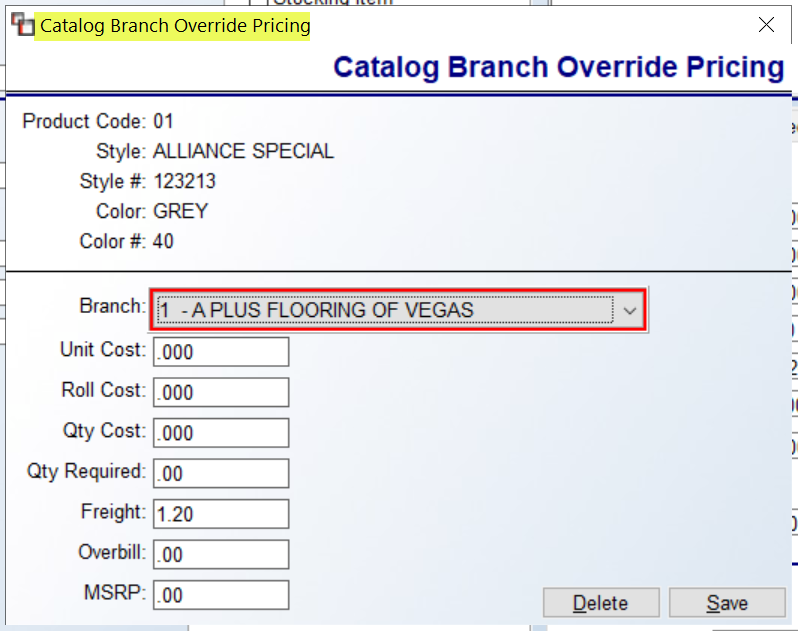 Stocking Item
Catalog Branch Override Pricing
Catalog Branch Override Pricing
Product Code: 01
Style: ALLIANCE SPECIAL
Style #: 123213
Color: GREY
Color #: 40
Branch: 1 - A PLUS FLOORING OF VEGAS
Unit Cost: .000
Roll Cost: .000
Qty Cost: .000
Qty Required: .00
Freight: 1.20
Overbill: .00
MSRP: .00
Delete Save